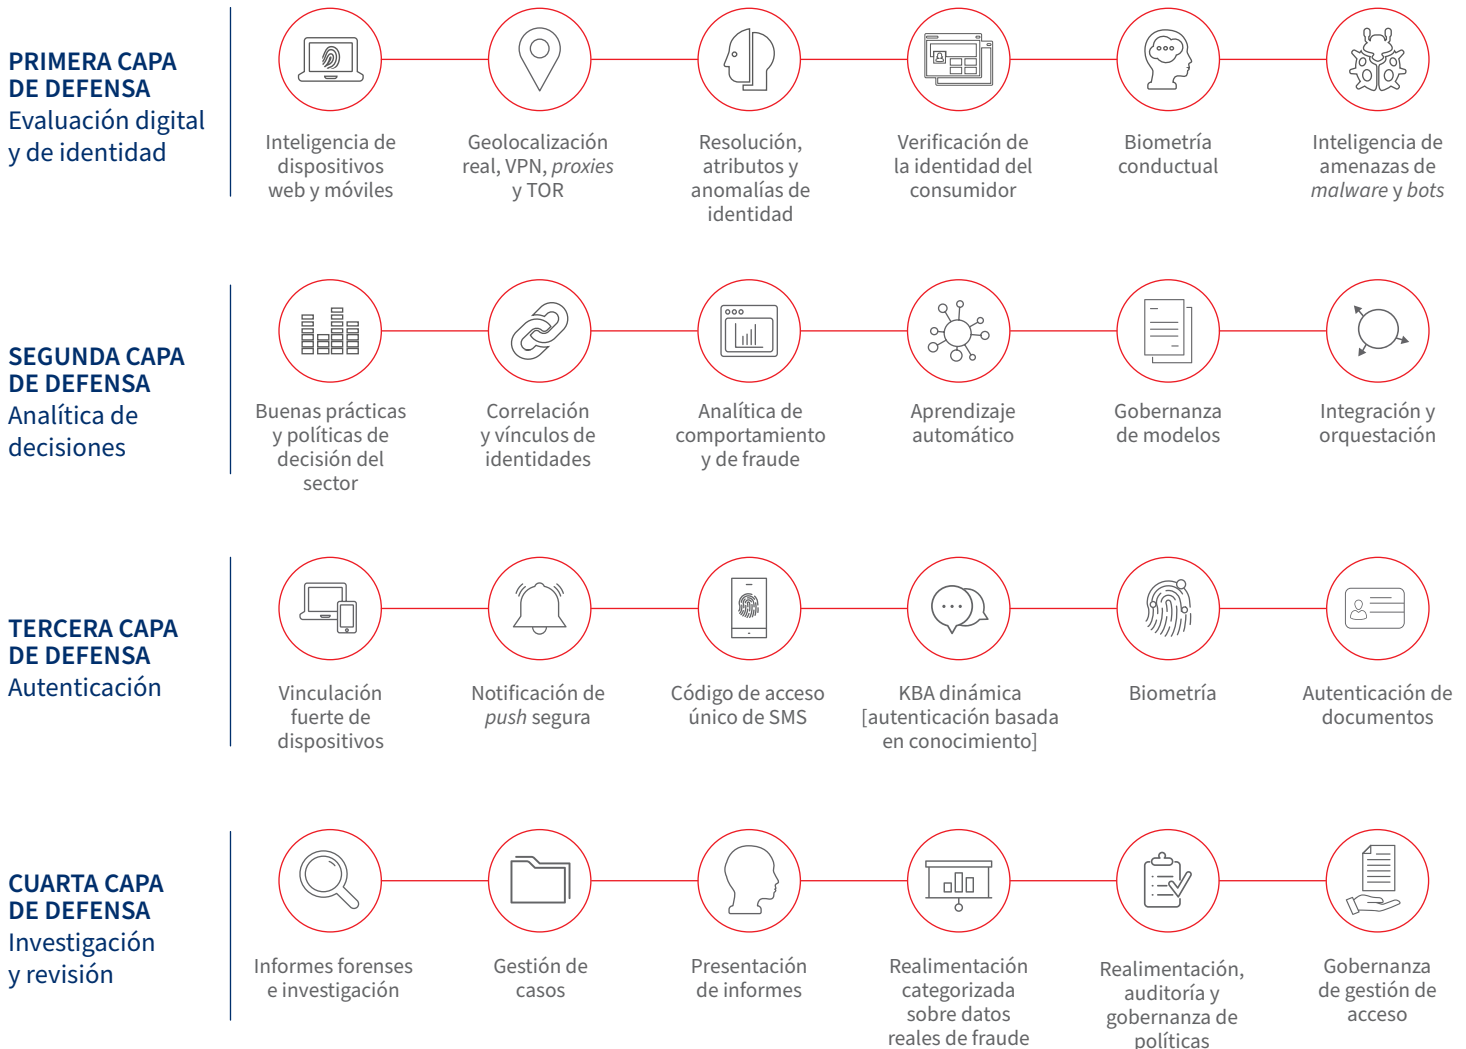 PRIMERA CAPA
DE DEFENSA
Evaluación digital
y de identidad
Inteligencia de
dispositivos
web y móviles
Geolocalización
real, VPN, proxies
y TOR
Resolución,
atributos y
anomalías de
identidad
Verificación de
la identidad del
consumidor
Biometría
conductual
Inteligencia de
amenazas de
malware y bots
SEGUNDA CAPA
DE DEFENSA
Analítica de
decisiones
Buenas prácticas
y políticas de
decisión del
sector
Correlación
y vínculos de
identidades
Analítica de
comportamiento
y de fraude
Aprendizaje
automático
Gobernanza
de modelos
Integración y
orquestación
TERCERA CAPA
DE DEFENSA
Autenticación
Vinculación
fuerte de
dispositivos
Notificación de
push segura
Código de acceso
único de SMS
KBA dinámica
[autenticación basada
en conocimiento]
Biometría
Autenticación de
documentos
CUARTA CAPA
DE DEFENSA
Investigación
y revisión
Informes forenses
e investigación
Gestión de
casos
Presentación
de informes
Realimentación
categorizada
sobre datos
reales de fraude
Realimentación,
auditoría y
gobernanza de
políticas
Gobernanza
de gestión de
acceso